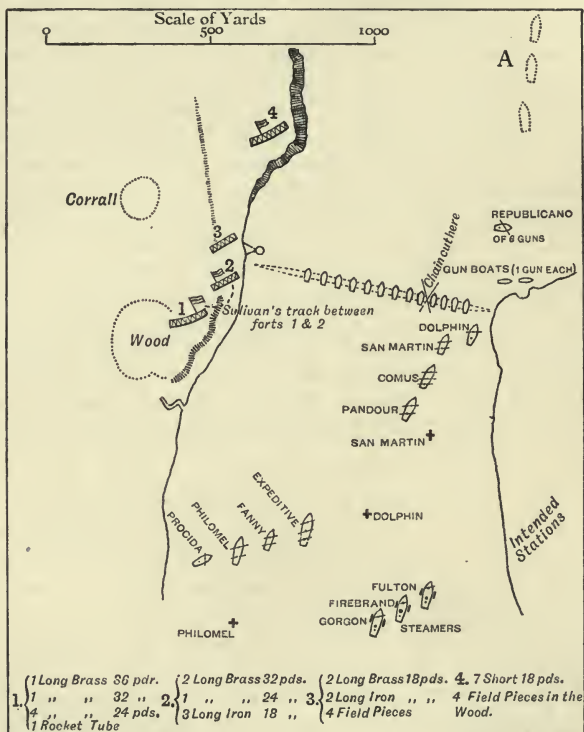 Scale of Yards
0 500 1000
A
4
Corrall
3
REPUBLICANO
OF 6 GUNS
Chain cut here
GUN BOATS (1 GUN EACH)
2
1
Sulivan's track between
forts 1 & 2
Wood
DOLPHIN
SAN MARTIN
COMUS
PANDOUR
SAN MARTIN
PROCIDA
PHILOMEL
FANNY
EXPEDITIVE
DOLPHIN
Intended
Stations
FULTON
FIREBRAND
GORGON
STEAMERS
PHILOMEL
1. 1 Long Brass 36 pdr.
1 „ „ 32 „
4 „ „ 24 pds.
1 Rocket Tube
2. 2 Long Brass 32 pds.
1 „ „ 24 „
3 Long Iron 18 „
3. 2 Long Brass 18 pds.
2 Long Iron „ „
4 Field Pieces
4. 7 Short 18 pds.
4 Field Pieces in the
Wood.